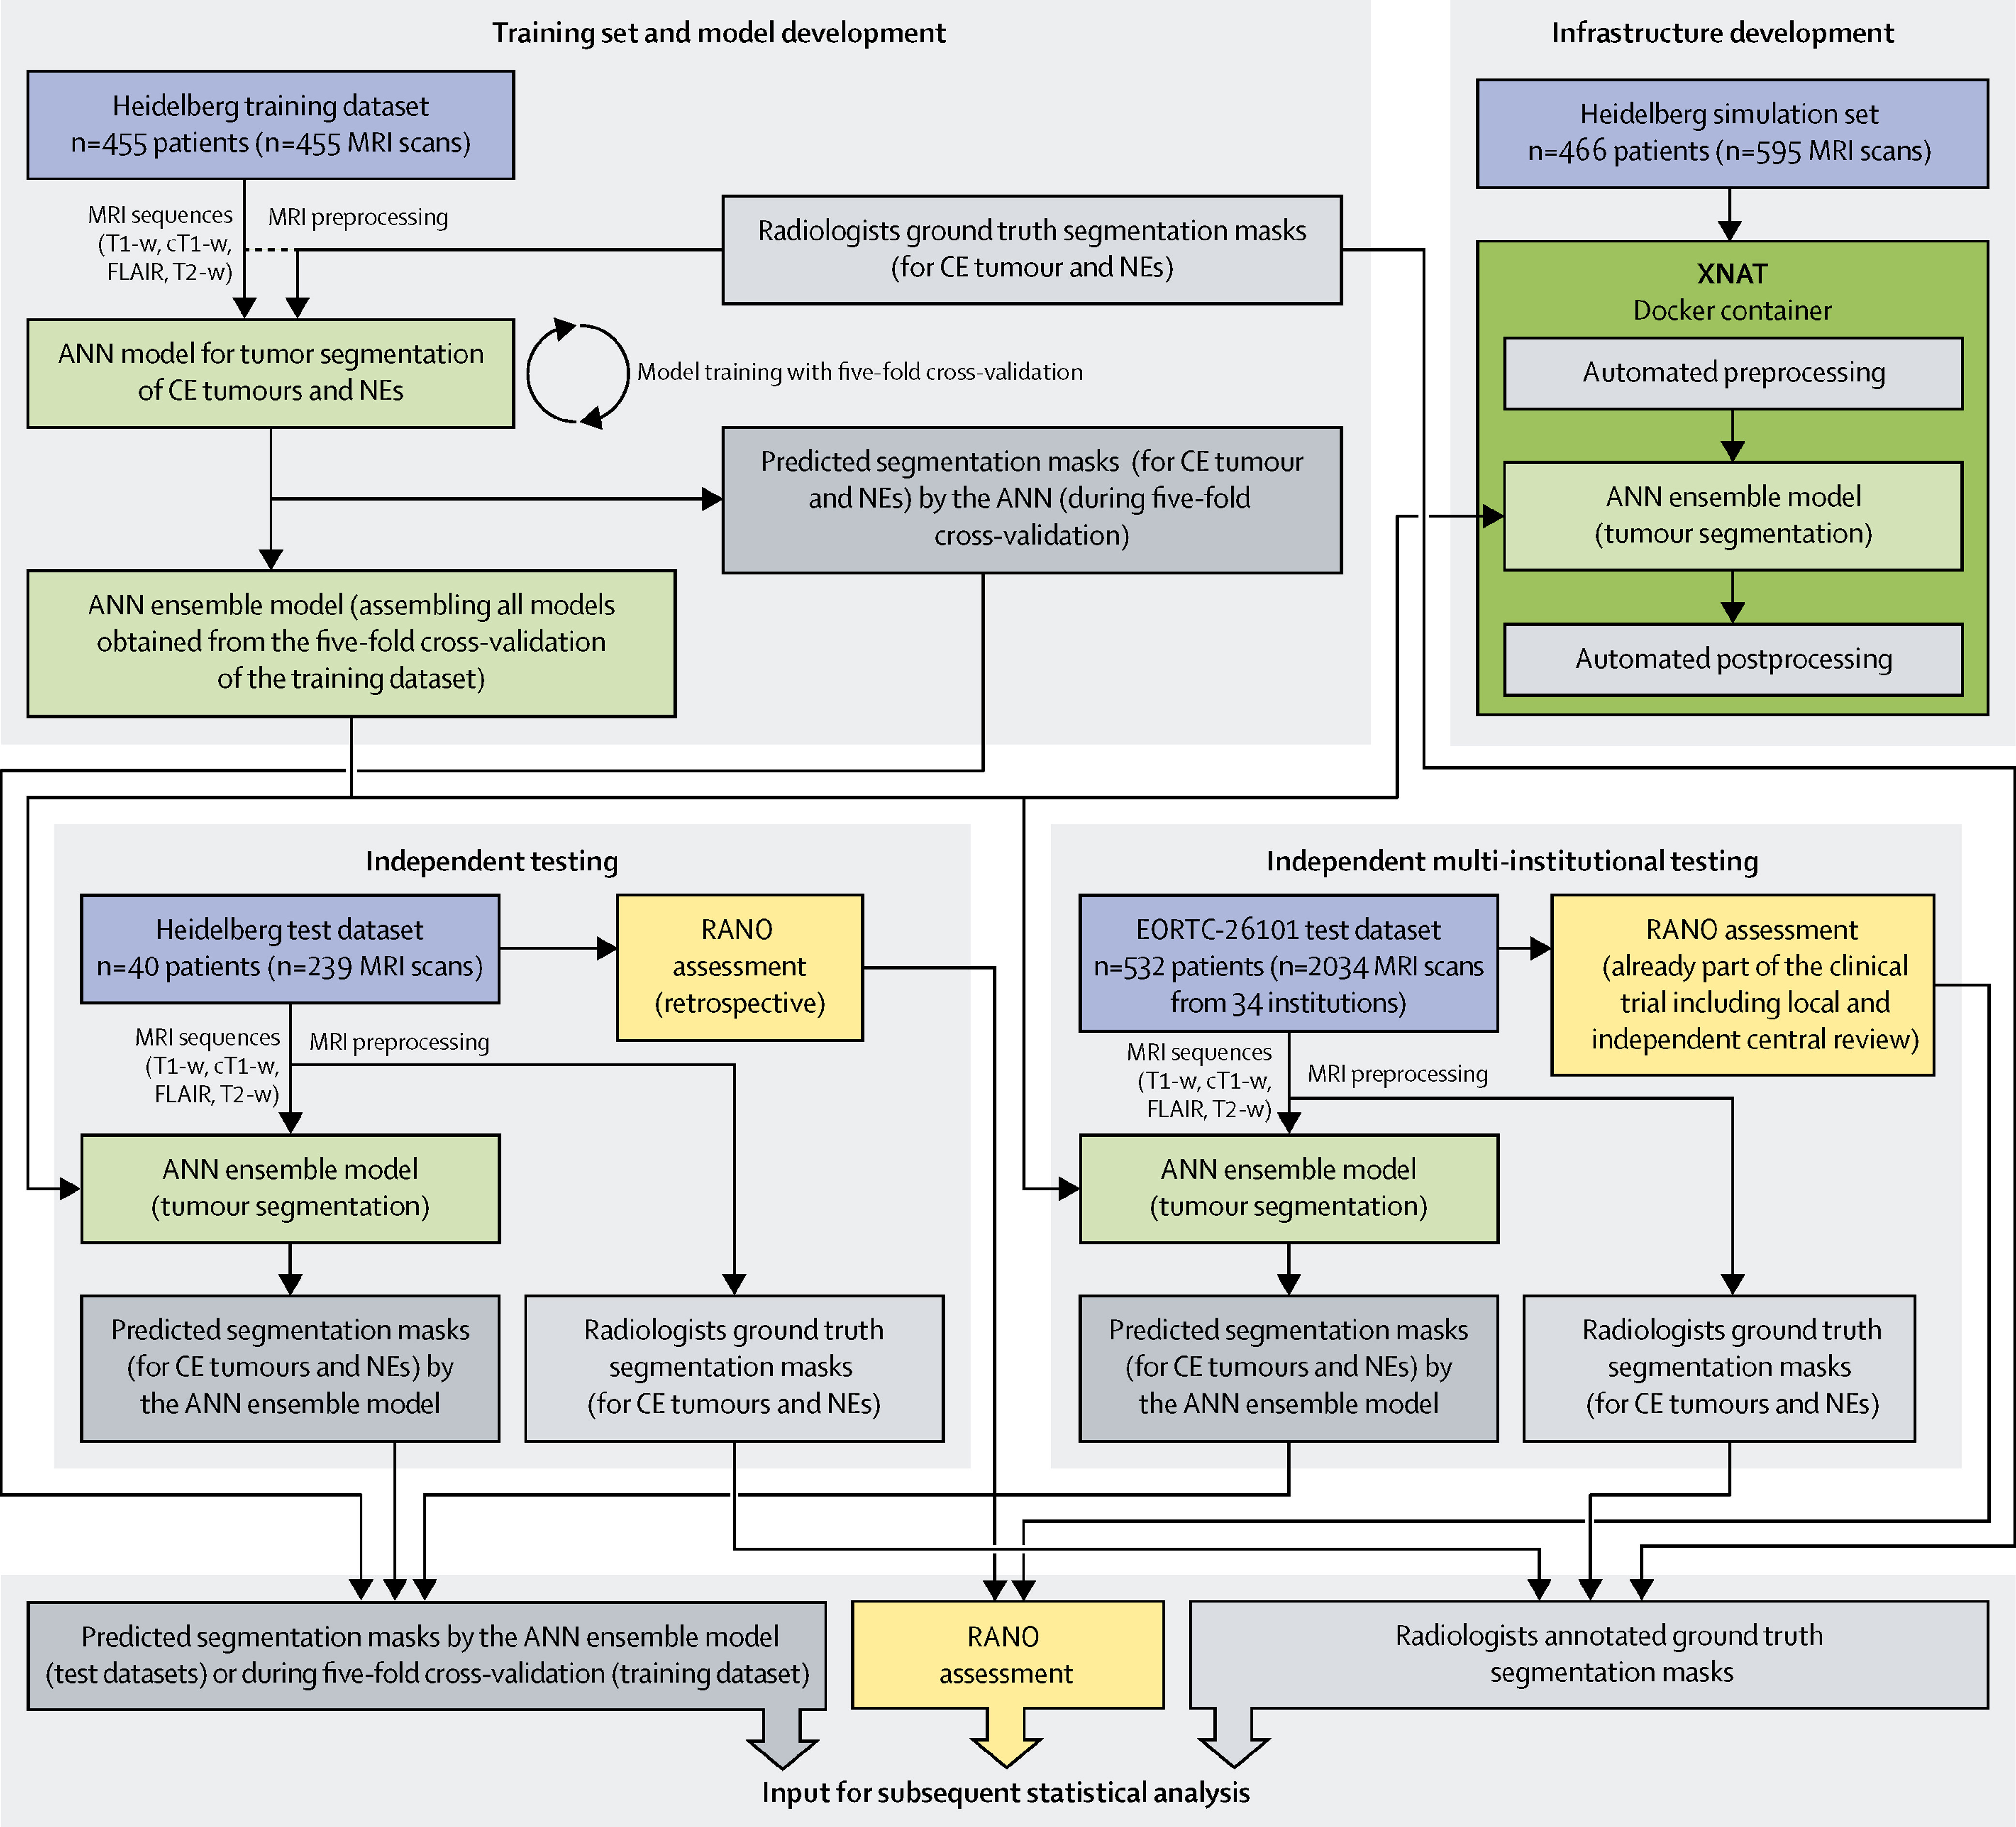 Training set and model development
Heidelberg training dataset
n=455 patients (n=455 MRI scans)
MRI sequences
(T1-w, cT1-w,
FLAIR, T2-w)
MRI preprocessing
Radiologists ground truth segmentation masks
(for CE tumour and NEs)
ANN model for tumor segmentation
of CE tumours and NEs
Model training with five-fold cross-validation
Predicted segmentation masks (for CE tumour
and NEs) by the ANN (during five-fold
cross-validation)
ANN ensemble model (assembling all models
obtained from the five-fold cross-validation
of the training dataset)
Infrastructure development
Heidelberg simulation set
n=466 patients (n=595 MRI scans)
XNAT
Docker container
Automated preprocessing
ANN ensemble model
(tumour segmentation)
Automated postprocessing
Independent testing
Heidelberg test dataset
n=40 patients (n=239 MRI scans)
RANO
assessment
(retrospective)
MRI sequences
(T1-w, cT1-w,
FLAIR, T2-w)
MRI preprocessing
ANN ensemble model
(tumour segmentation)
Predicted segmentation masks
(for CE tumours and NEs) by
the ANN ensemble model
Radiologists ground truth
segmentation masks
(for CE tumours and NEs)
Independent multi-institutional testing
EORTC-26101 test dataset
n=532 patients (n=2034 MRI scans
from 34 institutions)
RANO assessment
(already part of the clinical
trial including local and
independent central review)
MRI sequences
(T1-w, cT1-w,
FLAIR, T2-w)
MRI preprocessing
ANN ensemble model
(tumour segmentation)
Predicted segmentation masks
(for CE tumours and NEs) by
the ANN ensemble model
Radiologists ground truth
segmentation masks
(for CE tumours and NEs)
Predicted segmentation masks by the ANN ensemble model
(test datasets) or during five-fold cross-validation (training dataset)
RANO
assessment
Radiologists annotated ground truth
segmentation masks
Input for subsequent statistical analysis